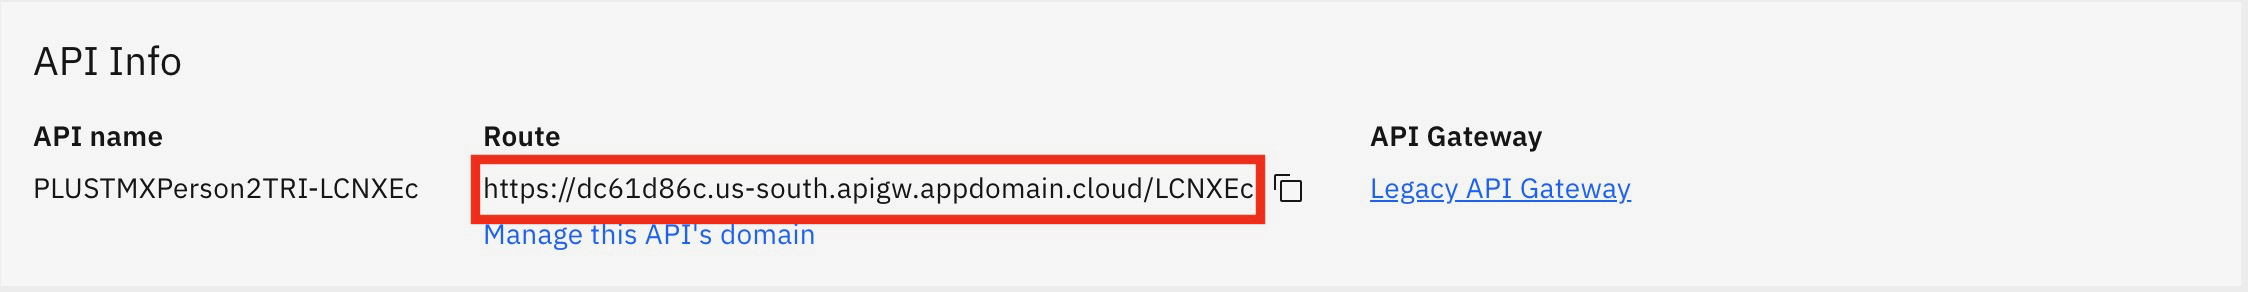 API Info
API name
Route
API Gateway
PLUSTMXPerson2TRI-LCNXEc
https://dc61d86c.us-south.apigw.appdomain.cloud/LCNXEc
Legacy API Gateway
Manage this API's domain